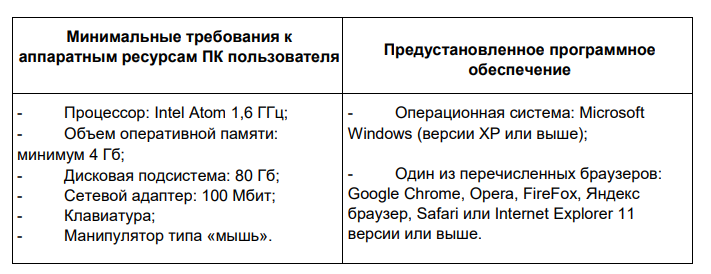 Минимальные требования к
аппаратным ресурсам ПК пользователя
Предустановленное программное
обеспечение
- Процессор: Intel Atom 1,6 ГГц;
- Объем оперативной памяти:
минимум 4 Гб;
- Дисковая подсистема: 80 Гб;
- Сетевой адаптер: 100 Мбит;
- Клавиатура;
- Манипулятор типа «мышь».
- Операционная система: Microsoft
Windows (версии XP или выше);
- Один из перечисленных браузеров:
Google Chrome, Opera, FireFox, Яндекс
браузер, Safari или Internet Explorer 11
версии или выше.